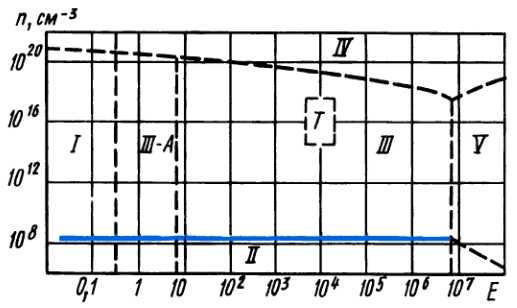 n, см⁻³
10²⁰
IV
10¹⁶
T
I
III-A
III
V
10¹²
10⁸
II
0,1
1
10
10²
10³
10⁴
10⁵
10⁶
10⁷
E